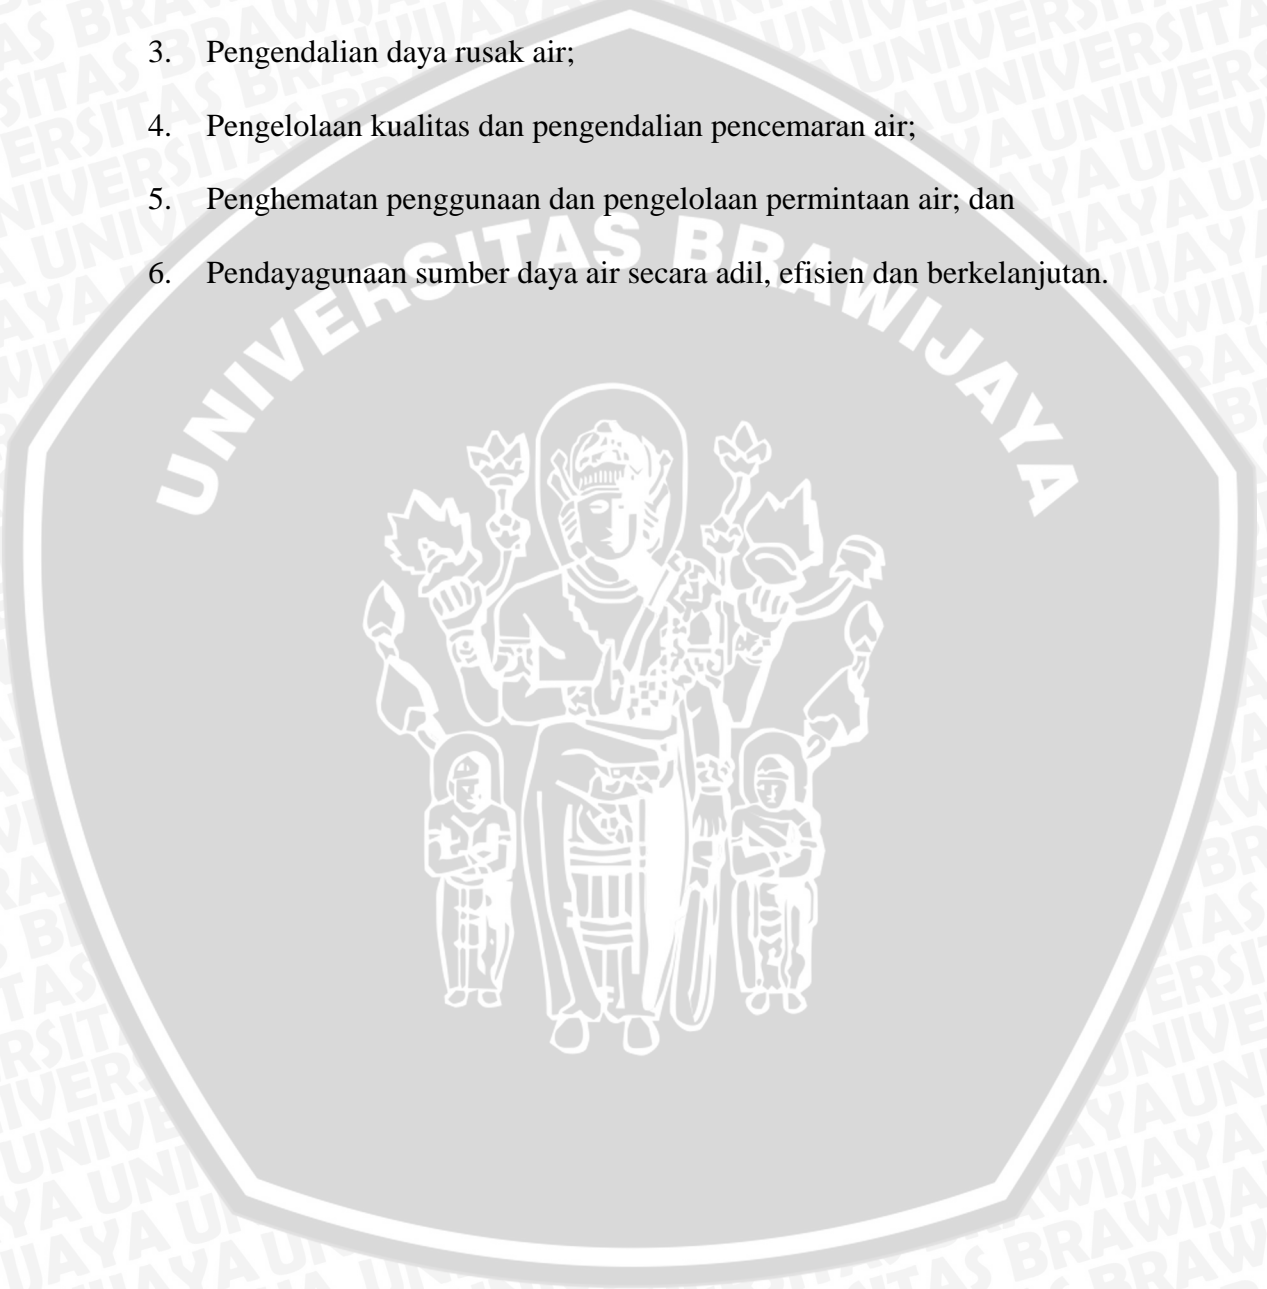 3. Pengendalian daya rusak air;
4. Pengelolaan kualitas dan pengendalian pencemaran air;
5. Penghematan penggunaan dan pengelolaan permintaan air; dan
6. Pendayagunaan sumber daya air secara adil, efisien dan berkelanjutan.
UNIVERSITAS BRAWIJAYA